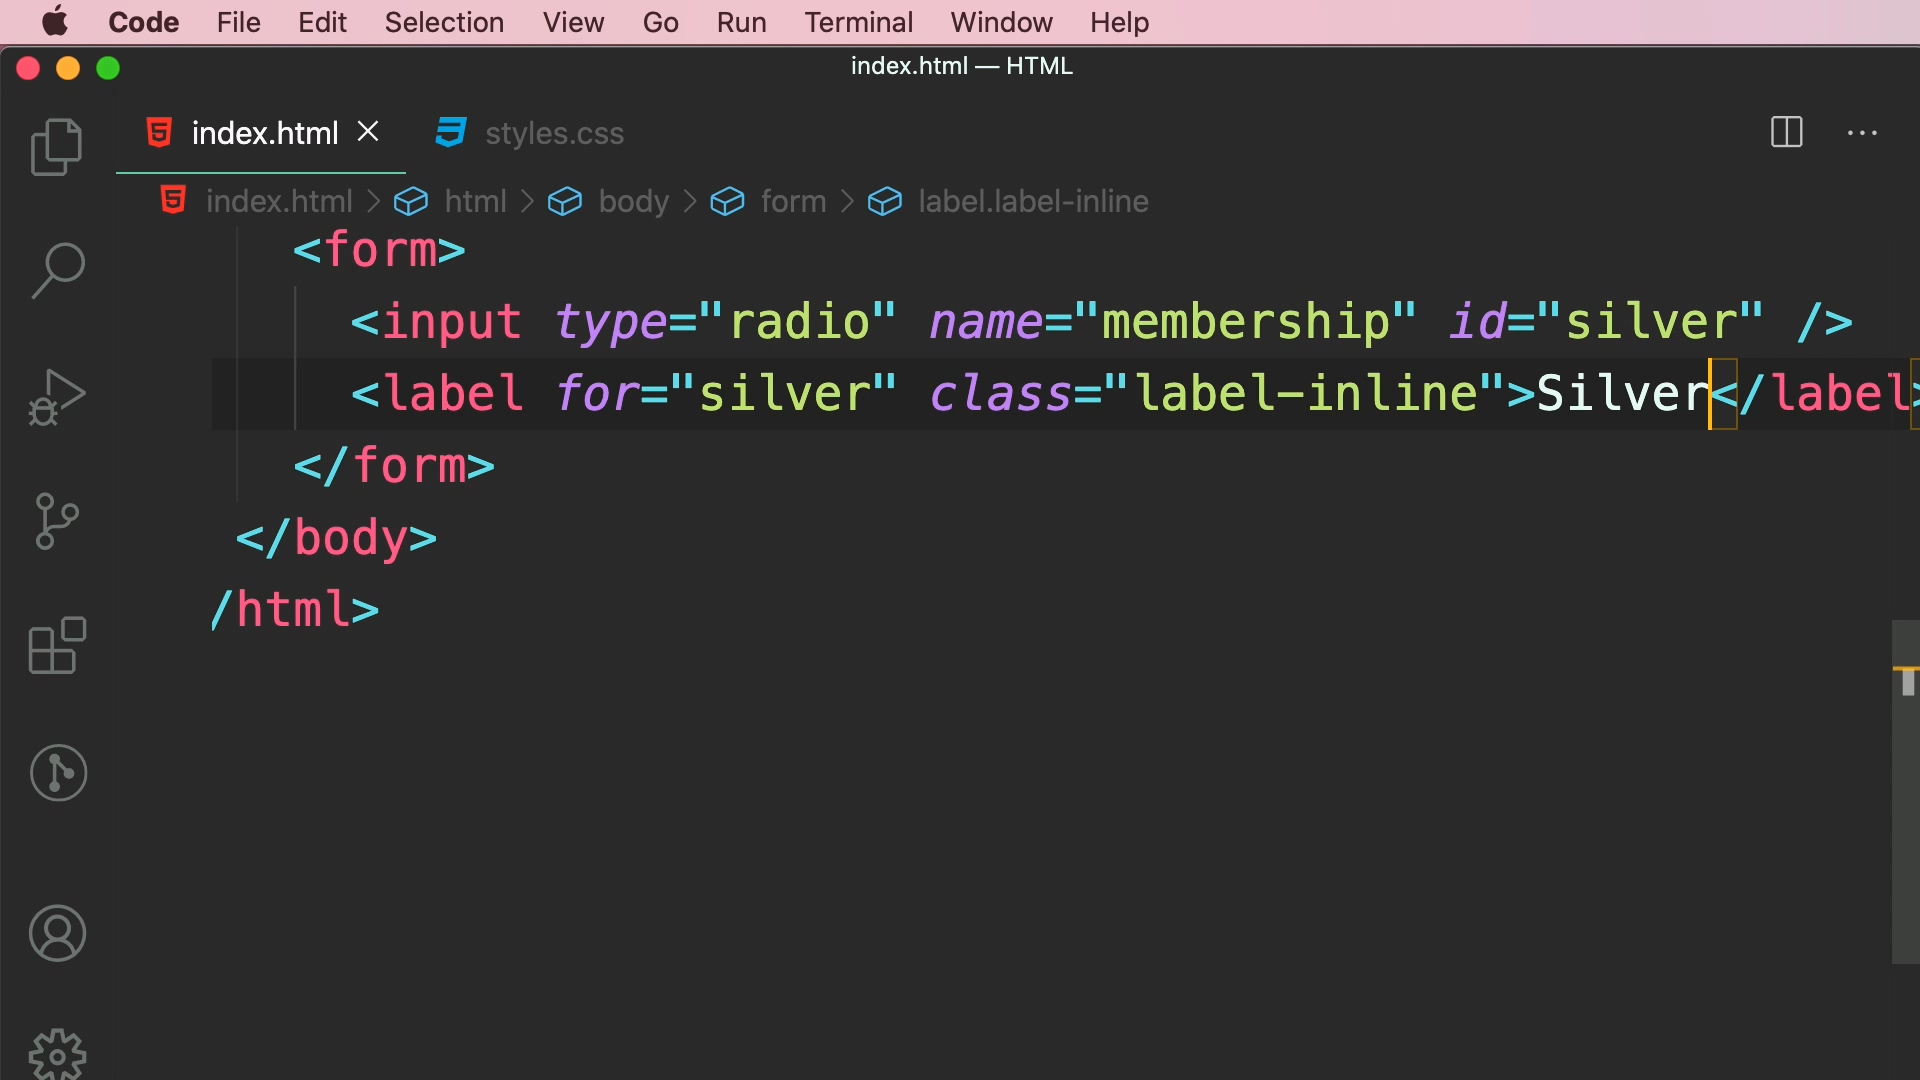 Code File Edit Selection View Go Run Terminal Window Help
index.html — HTML
index.html styles.css
index.html > html > body > form > label.label-inline
<form>
<input type="radio" name="membership" id="silver" />
<label for="silver" class="label-inline">Silver</label>
</form>
</body>
/html>